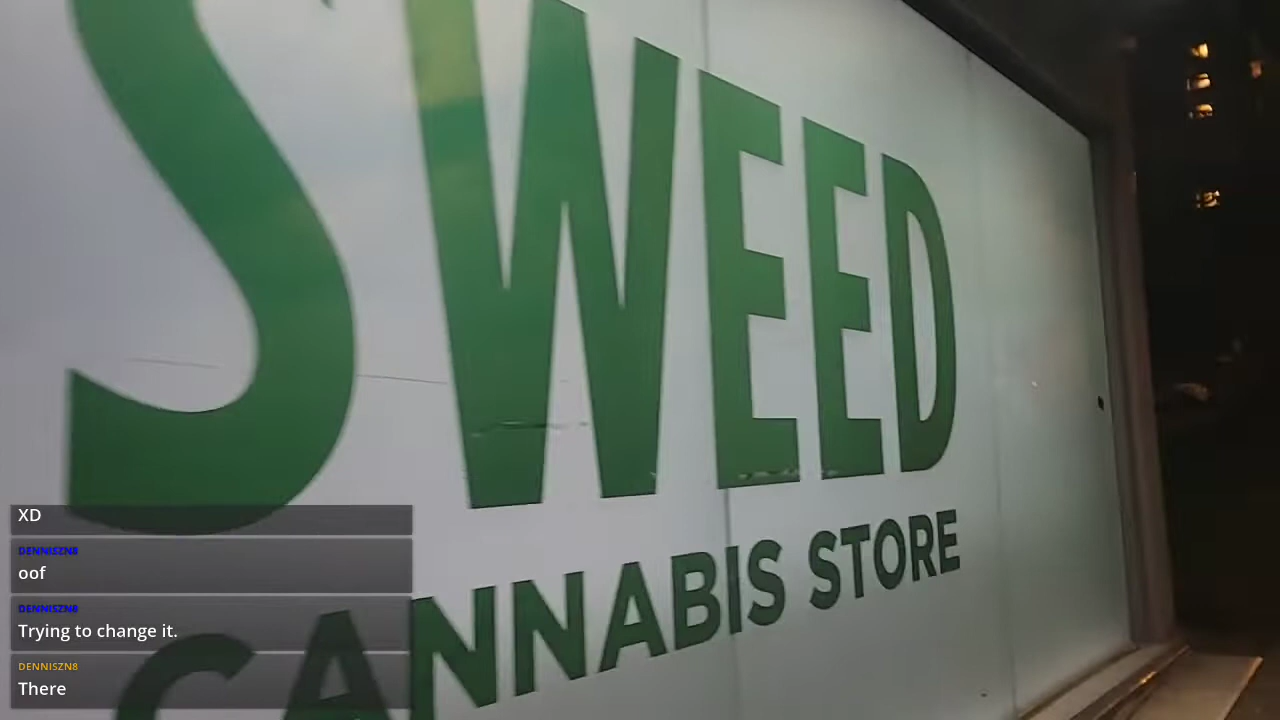 SWEED
CANNABIS STORE
XD
DENNISZN8
oof
DENNISZN8
Trying to change it.
DENNISZN8
There